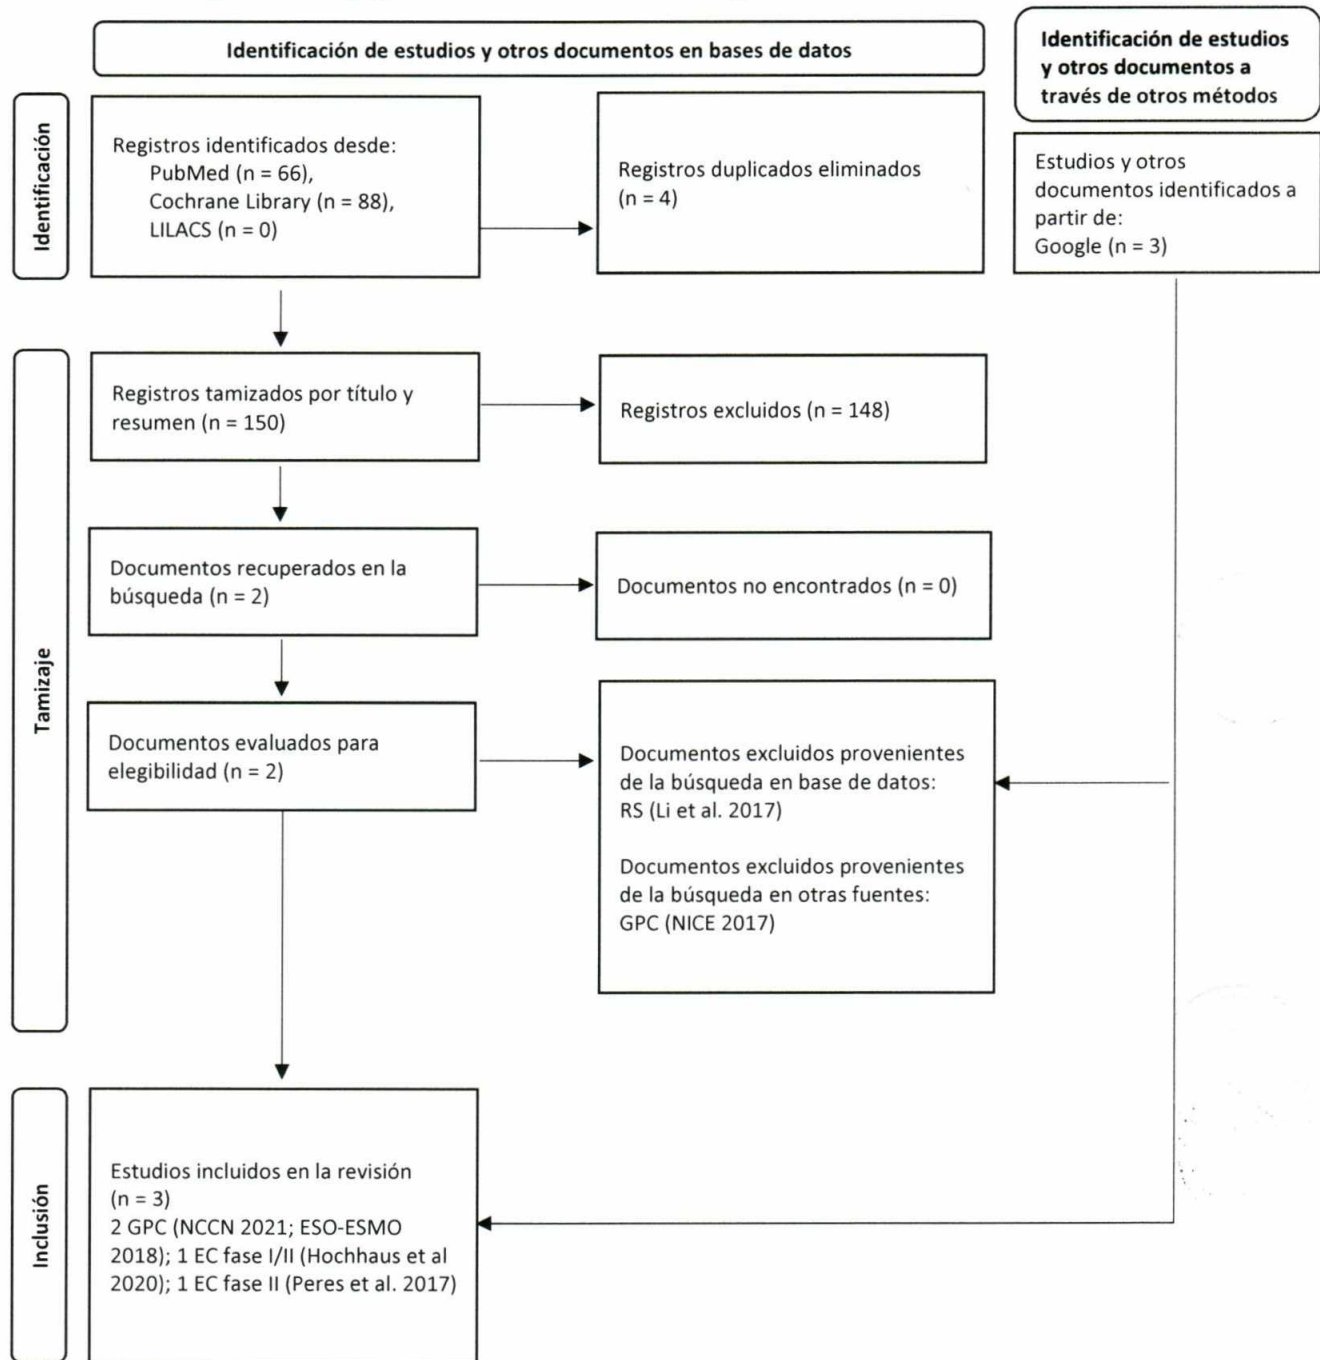 Identificación de estudios y otros documentos en bases de datos
Identificación de estudios
y otros documentos a
través de otros métodos
Identificación
Registros identificados desde:
PubMed (n = 66),
Cochrane Library (n = 88),
LILACS (n = 0)
Registros duplicados eliminados
(n = 4)
Estudios y otros
documentos identificados a
partir de:
Google (n = 3)
Tamizaje
Registros tamizados por título y
resumen (n = 150)
Registros excluidos (n = 148)
Documentos recuperados en la
búsqueda (n = 2)
Documentos no encontrados (n = 0)
Documentos evaluados para
elegibilidad (n = 2)
Documentos excluidos provenientes
de la búsqueda en base de datos:
RS (Li et al. 2017)
Documentos excluidos provenientes
de la búsqueda en otras fuentes:
GPC (NICE 2017)
Inclusión
Estudios incluidos en la revisión
(n = 3)
2 GPC (NCCN 2021; ESO-ESMO
2018); 1 EC fase I/II (Hochhaus et al
2020); 1 EC fase II (Peres et al. 2017)